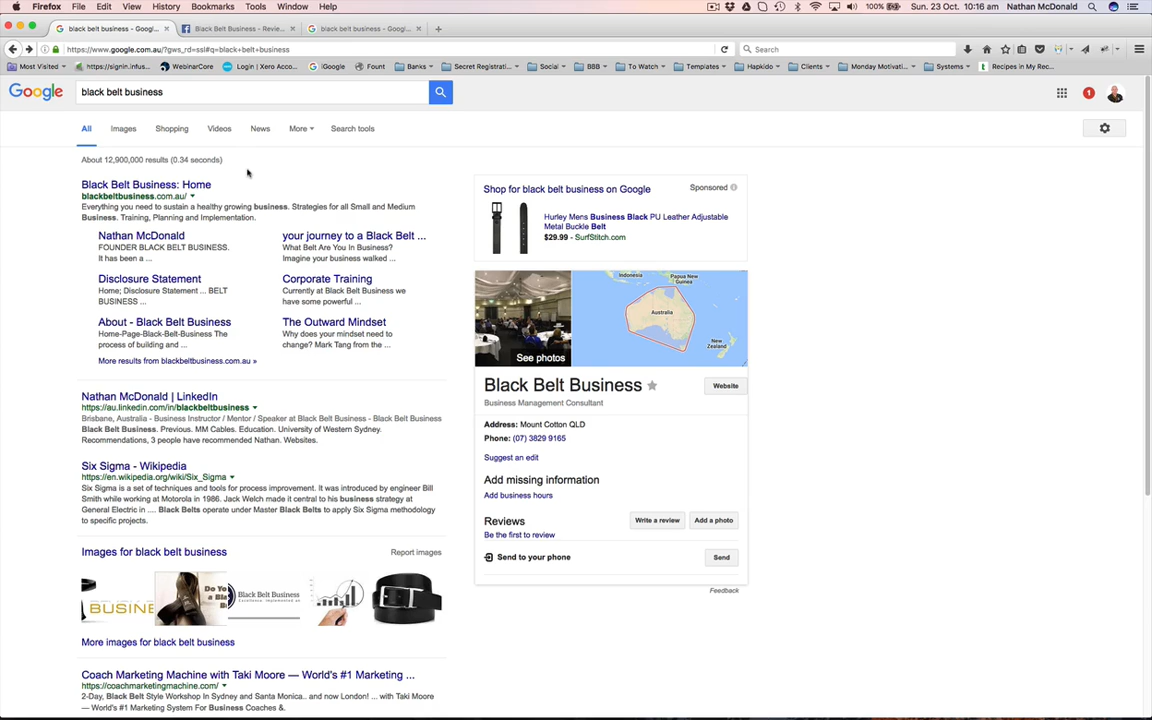 Firefox File Edit View History Bookmarks Tools Window Help 100% Sun. 23 Oct. 10:16 am Nathan McDonald
black belt business - Googl... Black Belt Business - Revie... black belt business - Googl...
https://www.google.com.au/?gws_rd=ssl#q=black+belt+business Search
Most Visited https://signin.infus... WebinarCore Login | Xero Acco... iGoogle Fount Banks Secret Registrati... Social BBB To Watch Templates Hapkido Clients Monday Motivati... Systems Recipes in My Rec...
Google black belt business 1
All Images Shopping Videos News More Search tools
About 12,900,000 results (0.34 seconds)
Black Belt Business: Home
blackbeltbusiness.com.au/
Everything you need to sustain a healthy growing business. Strategies for all Small and Medium
Business. Training, Planning and Implementation.
Nathan McDonald
FOUNDER BLACK BELT BUSINESS.
It has been a ...
your journey to a Black Belt ...
What Belt Are You In Business?
Imagine your business walked ...
Disclosure Statement
Home; Disclosure Statement ... BELT
BUSINESS ...
Corporate Training
Currently at Black Belt Business we
have some powerful ...
About - Black Belt Business
Home-Page-Black-Belt-Business The
process of building and ...
The Outward Mindset
Why does your mindset need to
change? Mark Tang from the ...
More results from blackbeltbusiness.com.au »
Nathan McDonald | LinkedIn
https://au.linkedin.com/in/blackbeltbusiness
Brisbane, Australia - Business Instructor / Mentor / Speaker at Black Belt Business - Black Belt Business
Black Belt Business. Previous. MM Cables. Education. University of Western Sydney.
Recommendations, 3 people have recommended Nathan. Websites.
Six Sigma - Wikipedia
https://en.wikipedia.org/wiki/Six_Sigma
Six Sigma is a set of techniques and tools for process improvement. It was introduced by engineer Bill
Smith while working at Motorola in 1986. Jack Welch made it central to his business strategy at
General Electric in .... Black Belts operate under Master Black Belts to apply Six Sigma methodology
to specific projects.
Images for black belt business
Report images
BUSINE
Do Yo
a Bla
Black Belt Business
More images for black belt business
Coach Marketing Machine with Taki Moore — World's #1 Marketing ...
https://coachmarketingmachine.com/
2-Day, Black Belt Style Workshop In Sydney and Santa Monica.. and now London! ... with Taki Moore
— World's #1 Marketing System For Business Coaches &.
Shop for black belt business on Google
Sponsored
Hurley Mens Business Black PU Leather Adjustable
Metal Buckle Belt
$29.99 - SurfStitch.com
See photos
Indonesia
Papua New
Guinea
Australia
New
Zealand
Black Belt Business
Website
Business Management Consultant
Address: Mount Cotton QLD
Phone: (07) 3829 9165
Suggest an edit
Add missing information
Add business hours
Reviews
Write a review
Add a photo
Be the first to review
Send to your phone
Send
Feedback